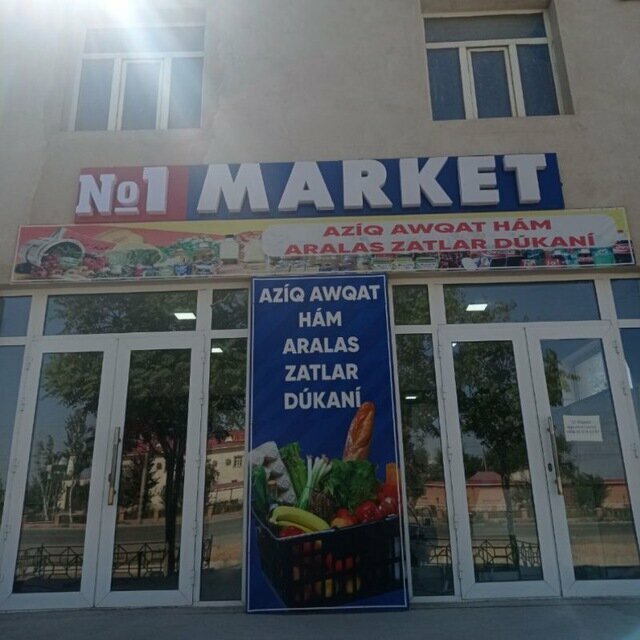 №1 MARKET
AZÍQ AWQAT HÁM
ARALAS ZATLAR DÚKANÍ
AZÍQ AWQAT
HÁM
ARALAS
ZATLAR
DÚKANÍ